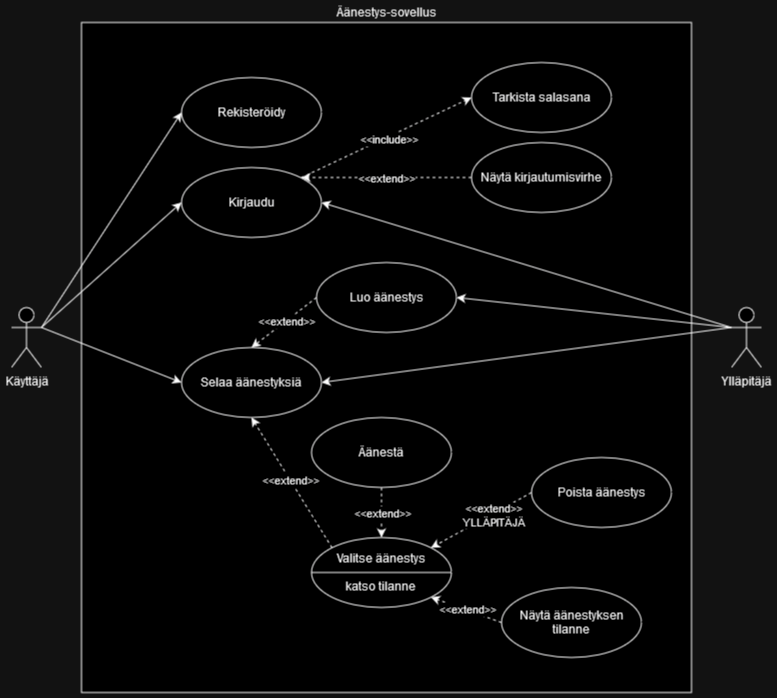 Äänestys-sovellus
Rekisteröidy
Tarkista salasana
<<include>>
Näytä kirjautumisvirhe
<<extend>>
Kirjaudu
Luo äänestys
<<extend>>
Käyttäjä
Ylläpitäjä
Selaa äänestyksiä
Äänestä
<<extend>>
<<extend>>
Poista äänestys
<<extend>>
YLLÄPITÄJÄ
Valitse äänestys
katso tilanne
<<extend>>
Näytä äänestyksen
tilanne